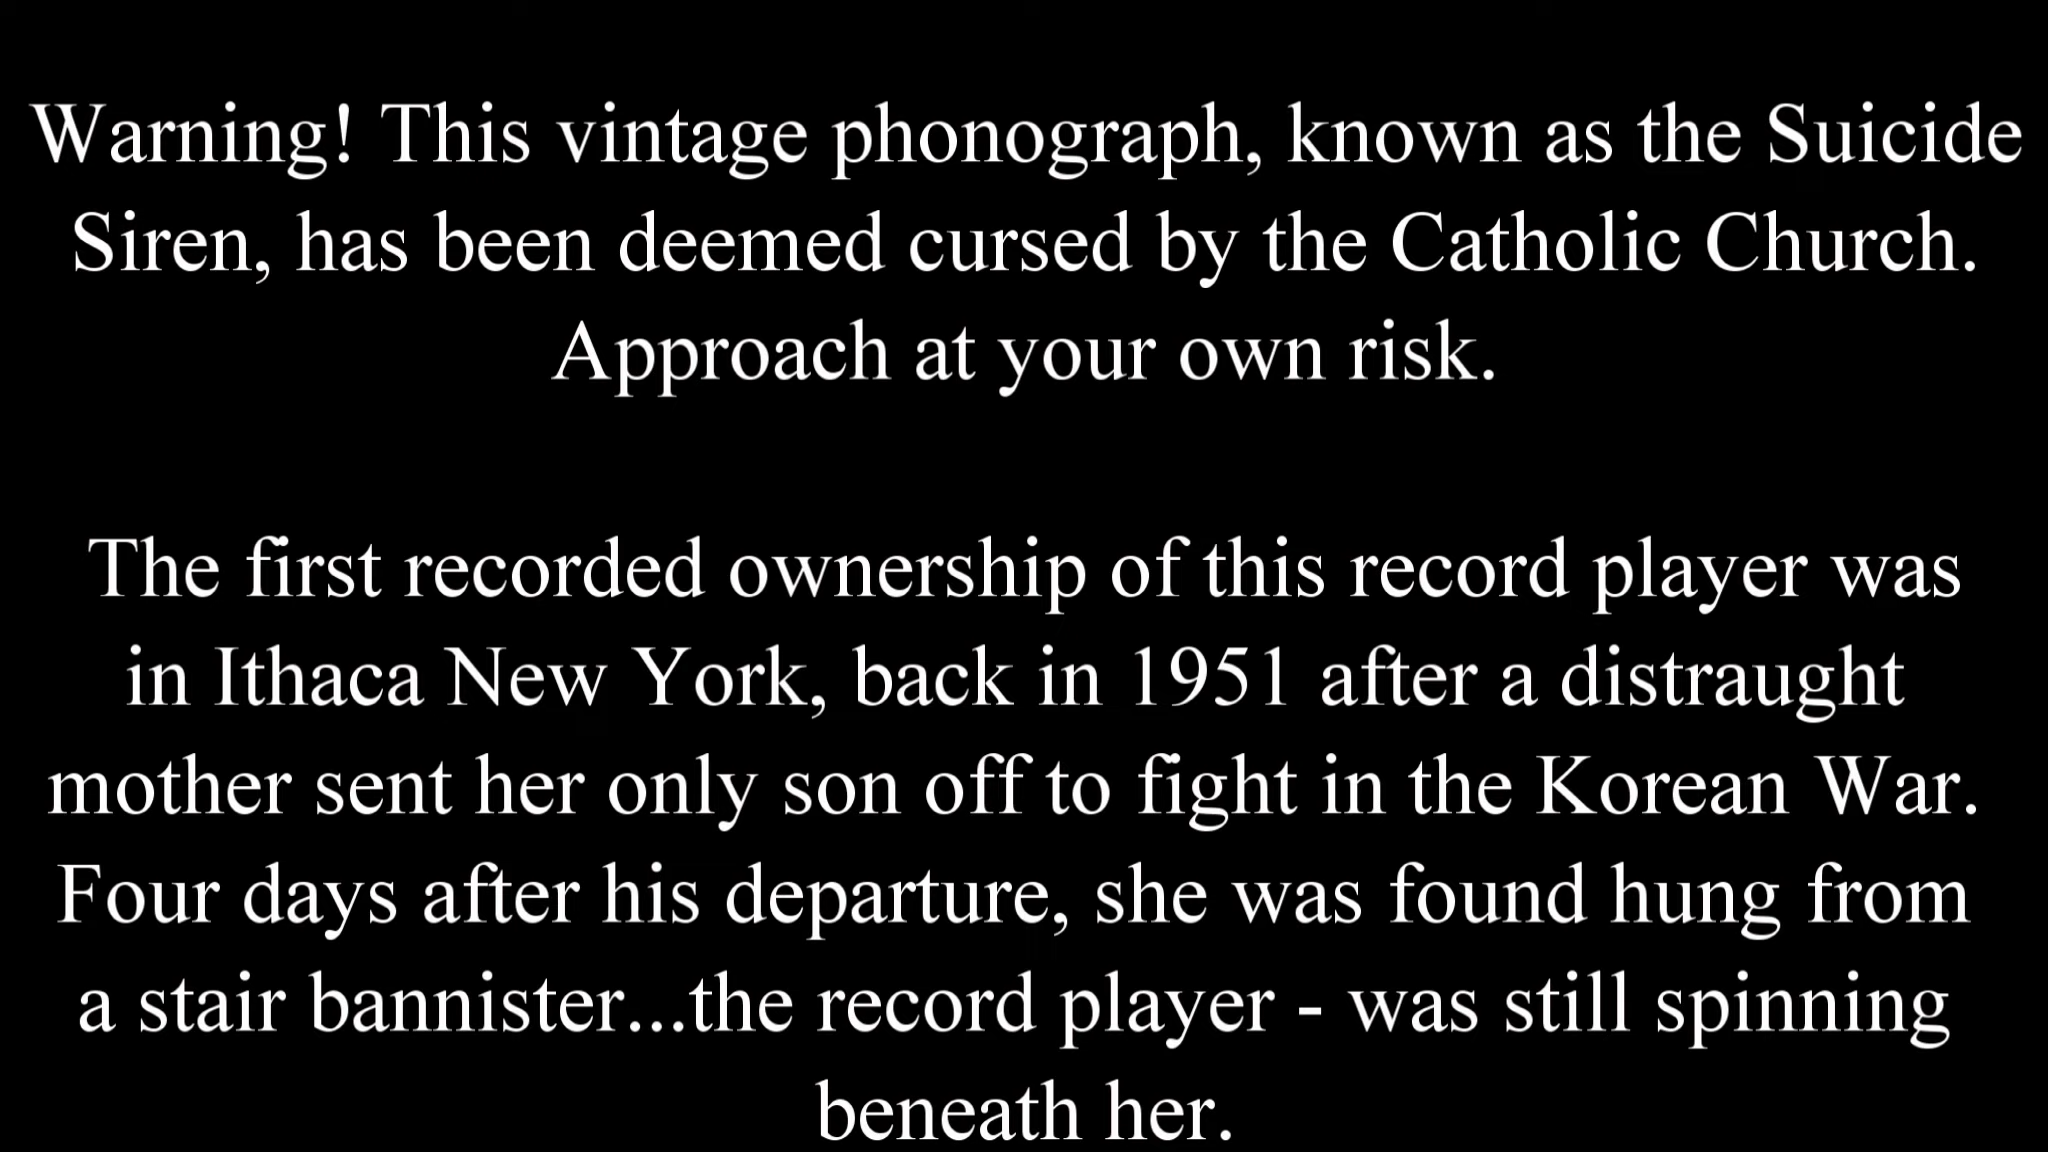 Warning! This vintage phonograph, known as the Suicide
Siren, has been deemed cursed by the Catholic Church.
Approach at your own risk.
The first recorded ownership of this record player was
in Ithaca New York, back in 1951 after a distraught
mother sent her only son off to fight in the Korean War.
Four days after his departure, she was found hung from
a stair bannister...the record player - was still spinning
beneath her.